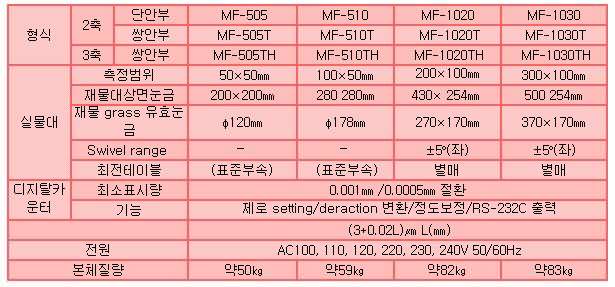 형식 2축 단안부 MF-505 MF-510 MF-1020 MF-1030
쌍안부 MF-505T MF-510T MF-1020T MF-1030T
3축 쌍안부 MF-505TH MF-510TH MF-1020TH MF-1030TH
실물대 측정범위 50×50㎜ 100×50㎜ 200×100㎜ 300×100㎜
재물대상면눈금 200×200㎜ 280 280㎜ 430× 254㎜ 500 254㎜
재물 grass 유효눈금 φ120㎜ φ178㎜ 270×170㎜ 370×170㎜
Swivel range – – ±5º(좌) ±5º(좌)
최전테이블 (표준부속) (표준부속) 별매 별매
디지탈카운터 최소표시량 0.001㎜ /0.0005㎜ 절환
기능 제로 setting/deraction 변환/정도보정/RS-232C 출력
(3+0.02L)㎛ L(㎜)
전원 AC100, 110, 120, 220, 230, 240V 50/60Hz
본체질량 약50㎏ 약59㎏ 약82㎏ 약83㎏